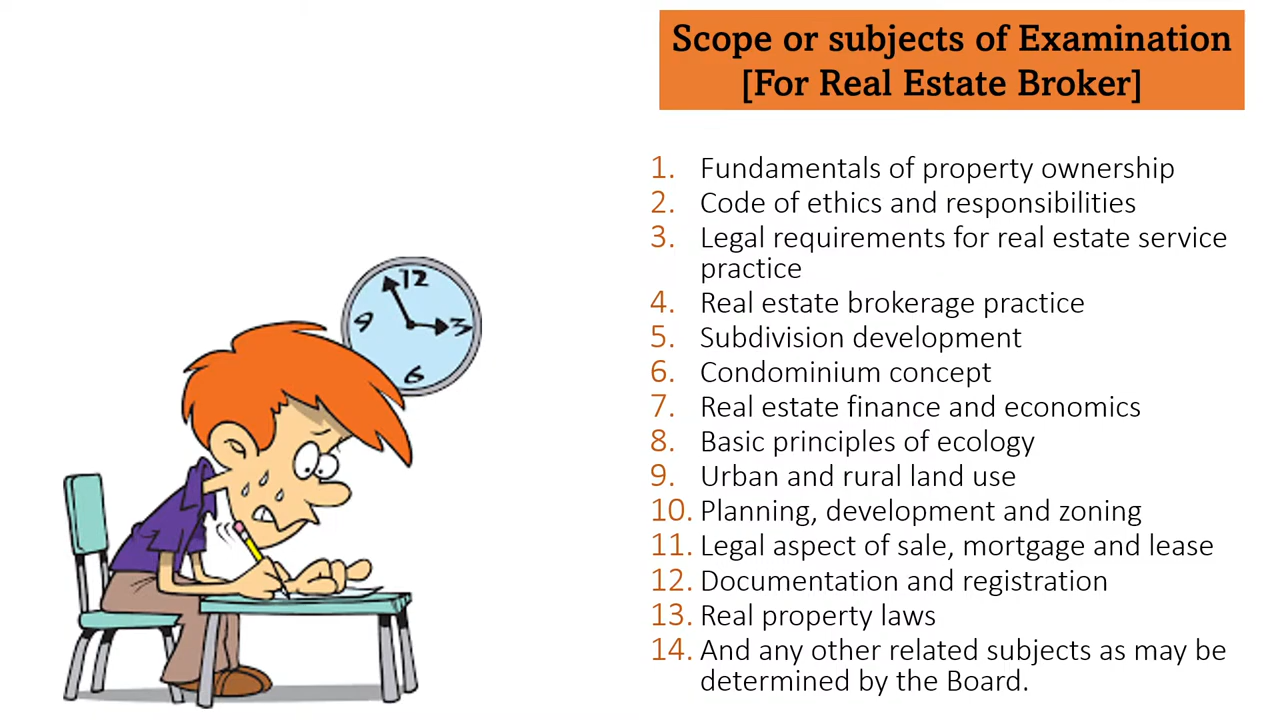 Scope or subjects of Examination
[For Real Estate Broker]
1. Fundamentals of property ownership
2. Code of ethics and responsibilities
3. Legal requirements for real estate service
practice
4. Real estate brokerage practice
5. Subdivision development
6. Condominium concept
7. Real estate finance and economics
8. Basic principles of ecology
9. Urban and rural land use
10. Planning, development and zoning
11. Legal aspect of sale, mortgage and lease
12. Documentation and registration
13. Real property laws
14. And any other related subjects as may be
determined by the Board.
12
9
3
6